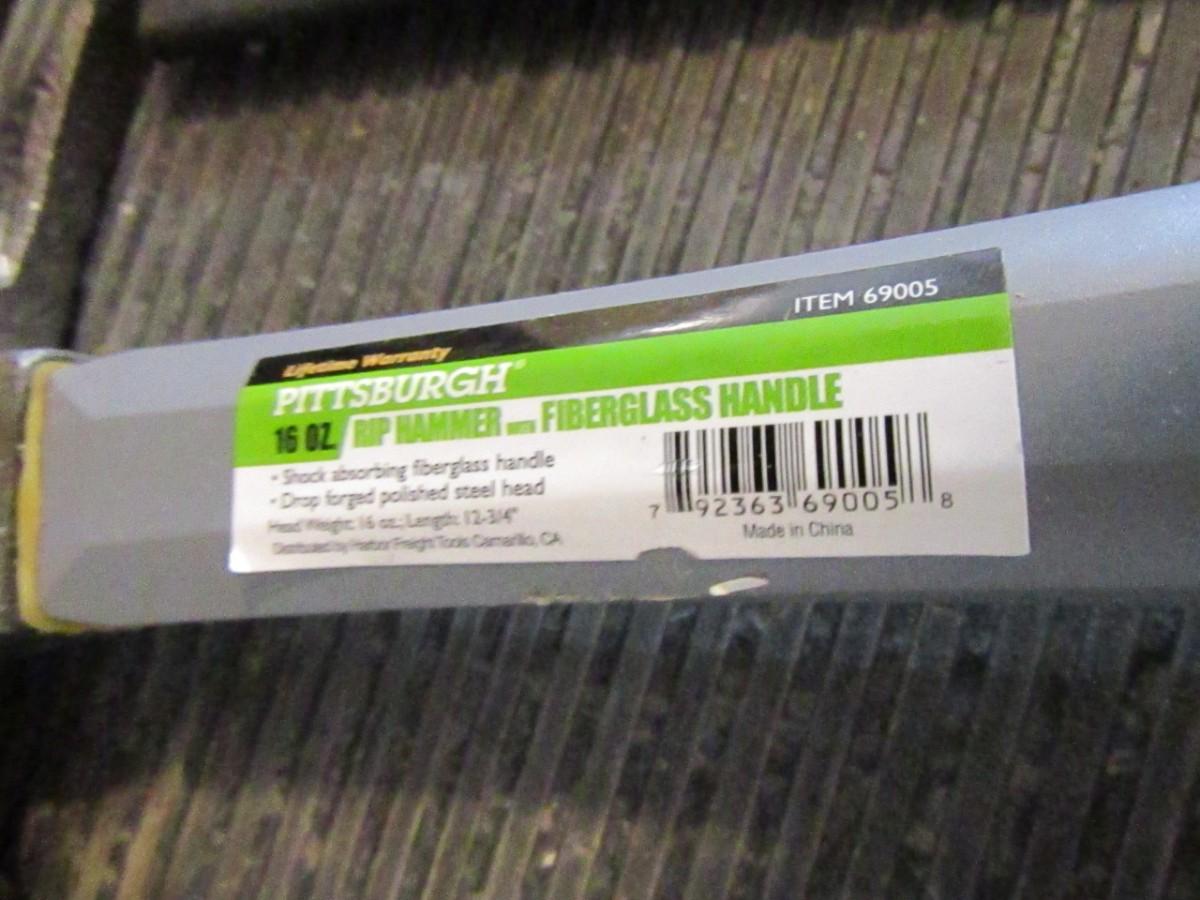 ITEM 69005
Lifetime Warranty
PITTSBURGH®
16 OZ. RIP HAMMER WITH FIBERGLASS HANDLE
• Shock absorbing fiberglass handle
• Drop forged polished steel head
Head Weight: 16 oz.; Length: 12-3/4"
Distributed by Harbor Freight Tools Camarillo, CA
7 92363 69005 8
Made in China